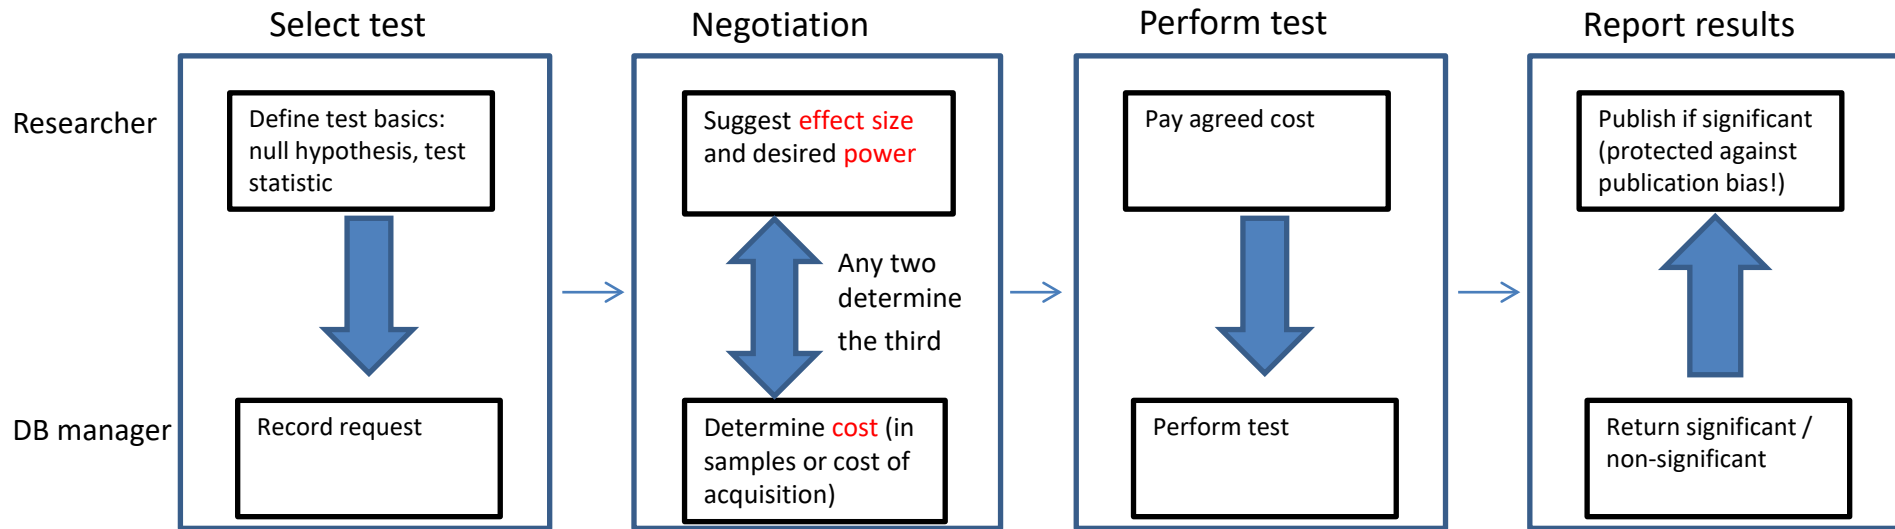 Select test
Negotiation
Perform test
Report results
Researcher
Define test basics:
null hypothesis, test
statistic
Suggest effect size
and desired power
Pay agreed cost
Publish if significant
(protected against
publication bias!)
Any two
determine
the third
DB manager
Record request
Determine cost (in
samples or cost of
acquisition)
Perform test
Return significant /
non-significant